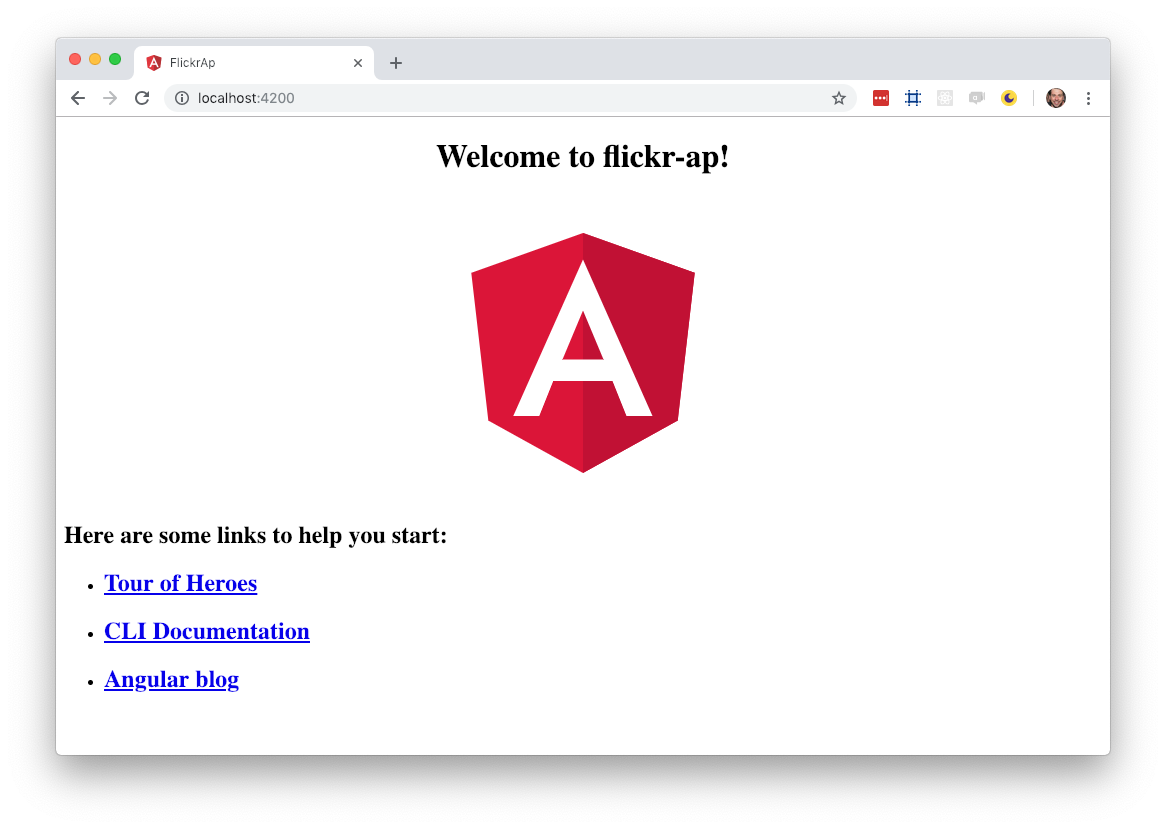 FlickrAp
localhost:4200
Welcome to flickr-ap!
A
Here are some links to help you start:
Tour of Heroes
CLI Documentation
Angular blog